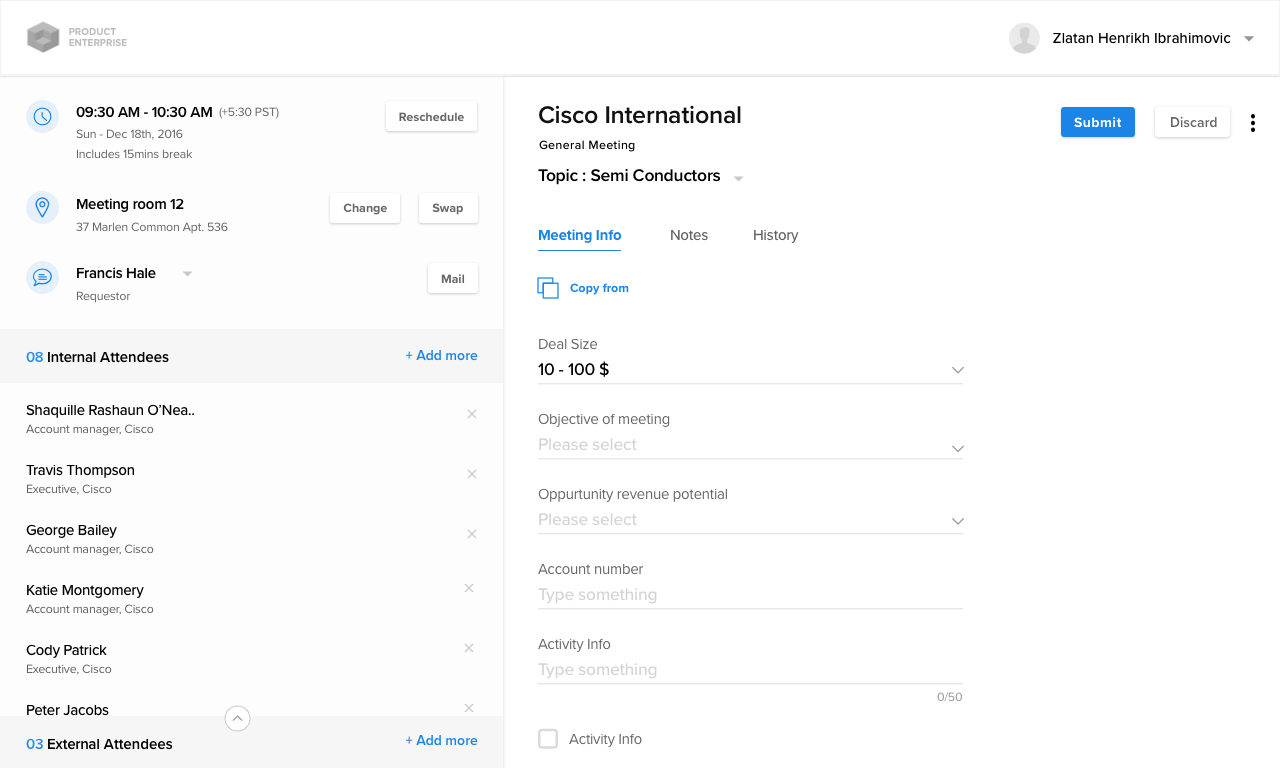 PRODUCT
ENTERPRISE
Zlatan Henrikh Ibrahimovic
09:30 AM - 10:30 AM (+5:30 PST)
Reschedule
Sun - Dec 18th, 2016
Includes 15mins break
Meeting room 12
Change
Swap
37 Marlen Common Apt. 536
Francis Hale
Mail
Requestor
08 Internal Attendees
+ Add more
Shaquille Rashaun O’Nea..
Account manager, Cisco
Travis Thompson
Executive, Cisco
George Bailey
Account manager, Cisco
Katie Montgomery
Account manager, Cisco
Cody Patrick
Executive, Cisco
Peter Jacobs
03 External Attendees
+ Add more
Cisco International
Submit
Discard
General Meeting
Topic : Semi Conductors
Meeting Info
Notes
History
Copy from
Deal Size
10 - 100 $
Objective of meeting
Please select
Oppurtunity revenue potential
Please select
Account number
Type something
Activity Info
Type something
0/50
Activity Info